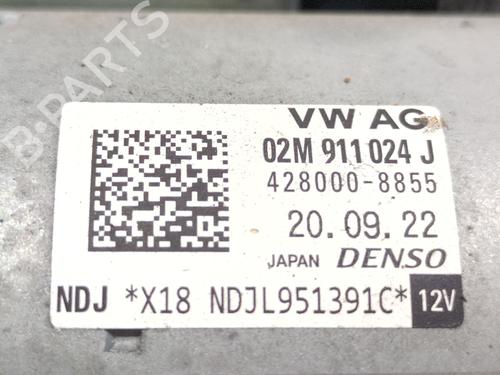 B-PARTS
VW AG
02M 911 024 J
428000-8855
20.09.22
JAPAN DENSO
NDJ *X18 NDJL951391C* 12V